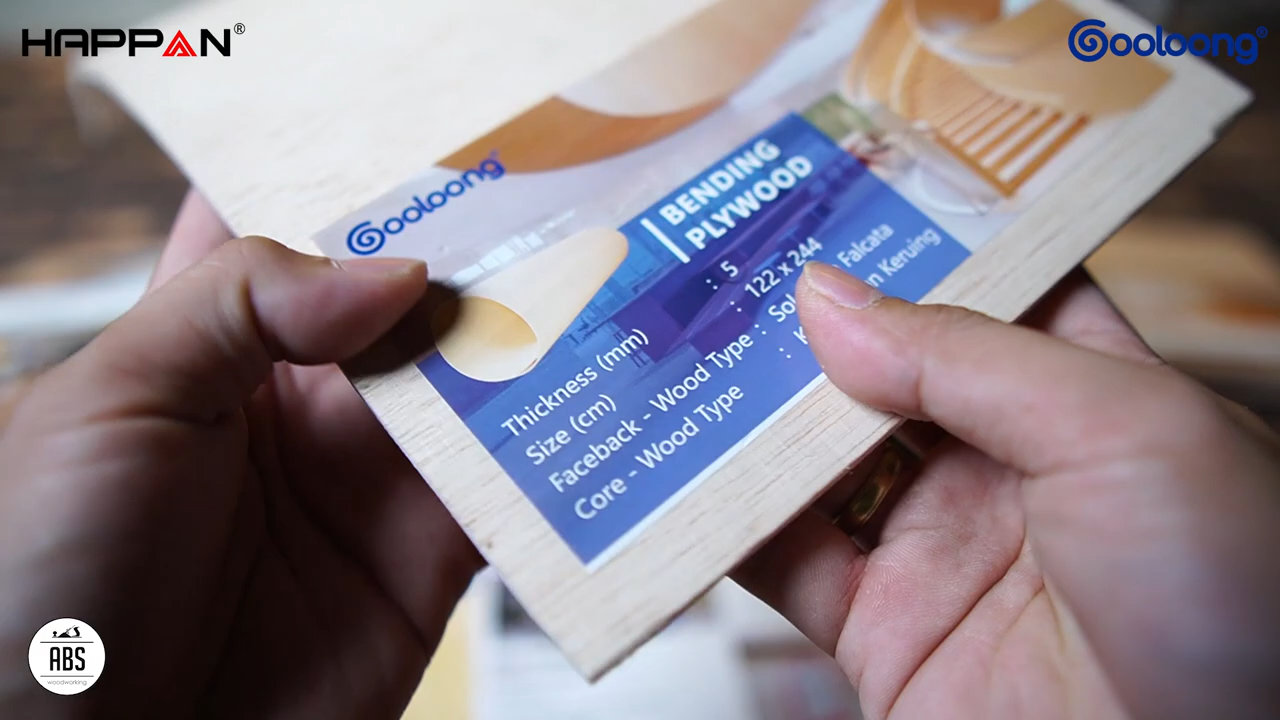 HAPPAN®
Gooloong®
Gooloong
BENDING
PLYWOOD
Thickness (mm) : 5
Size (cm) : 122 x 244
Faceback - Wood Type : Falcata
Core - Wood Type : Keruing
ABS
woodworking